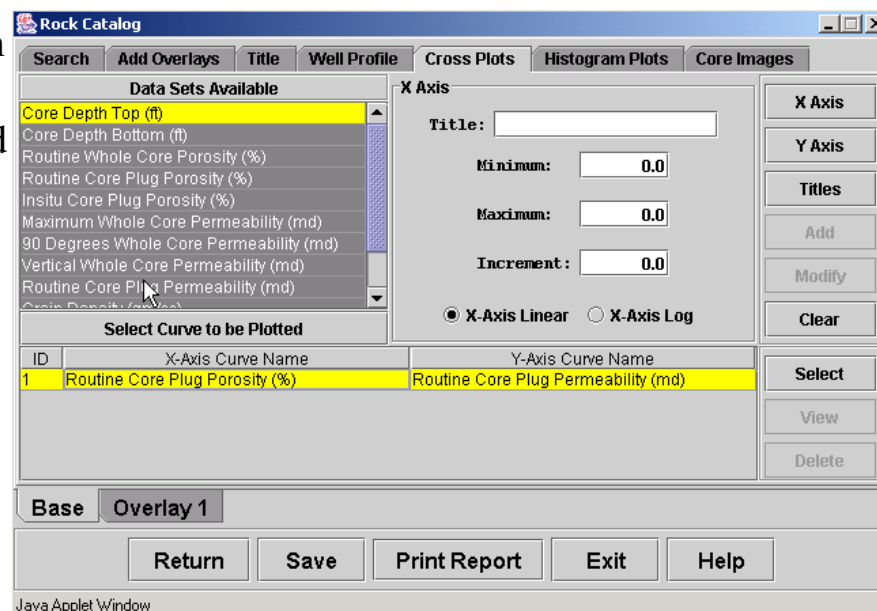 Rock Catalog
Search Add Overlays Title Well Profile Cross Plots Histogram Plots Core Images
Data Sets Available
Core Depth Top (ft)
Core Depth Bottom (ft)
Routine Whole Core Porosity (%)
Routine Core Plug Porosity (%)
Insitu Core Plug Porosity (%)
Maximum Whole Core Permeability (md)
90 Degrees Whole Core Permeability (md)
Vertical Whole Core Permeability (md)
Routine Core Plug Permeability (md)
Grain Density (gm/cc)
Select Curve to be Plotted
X Axis
Title:
Minimum: 0.0
Maximum: 0.0
Increment: 0.0
X-Axis Linear X-Axis Log
X Axis
Y Axis
Titles
Add
Modify
Clear
ID X-Axis Curve Name Y-Axis Curve Name
1 Routine Core Plug Porosity (%) Routine Core Plug Permeability (md)
Select
View
Delete
Base Overlay 1
Return Save Print Report Exit Help
Java Applet Window